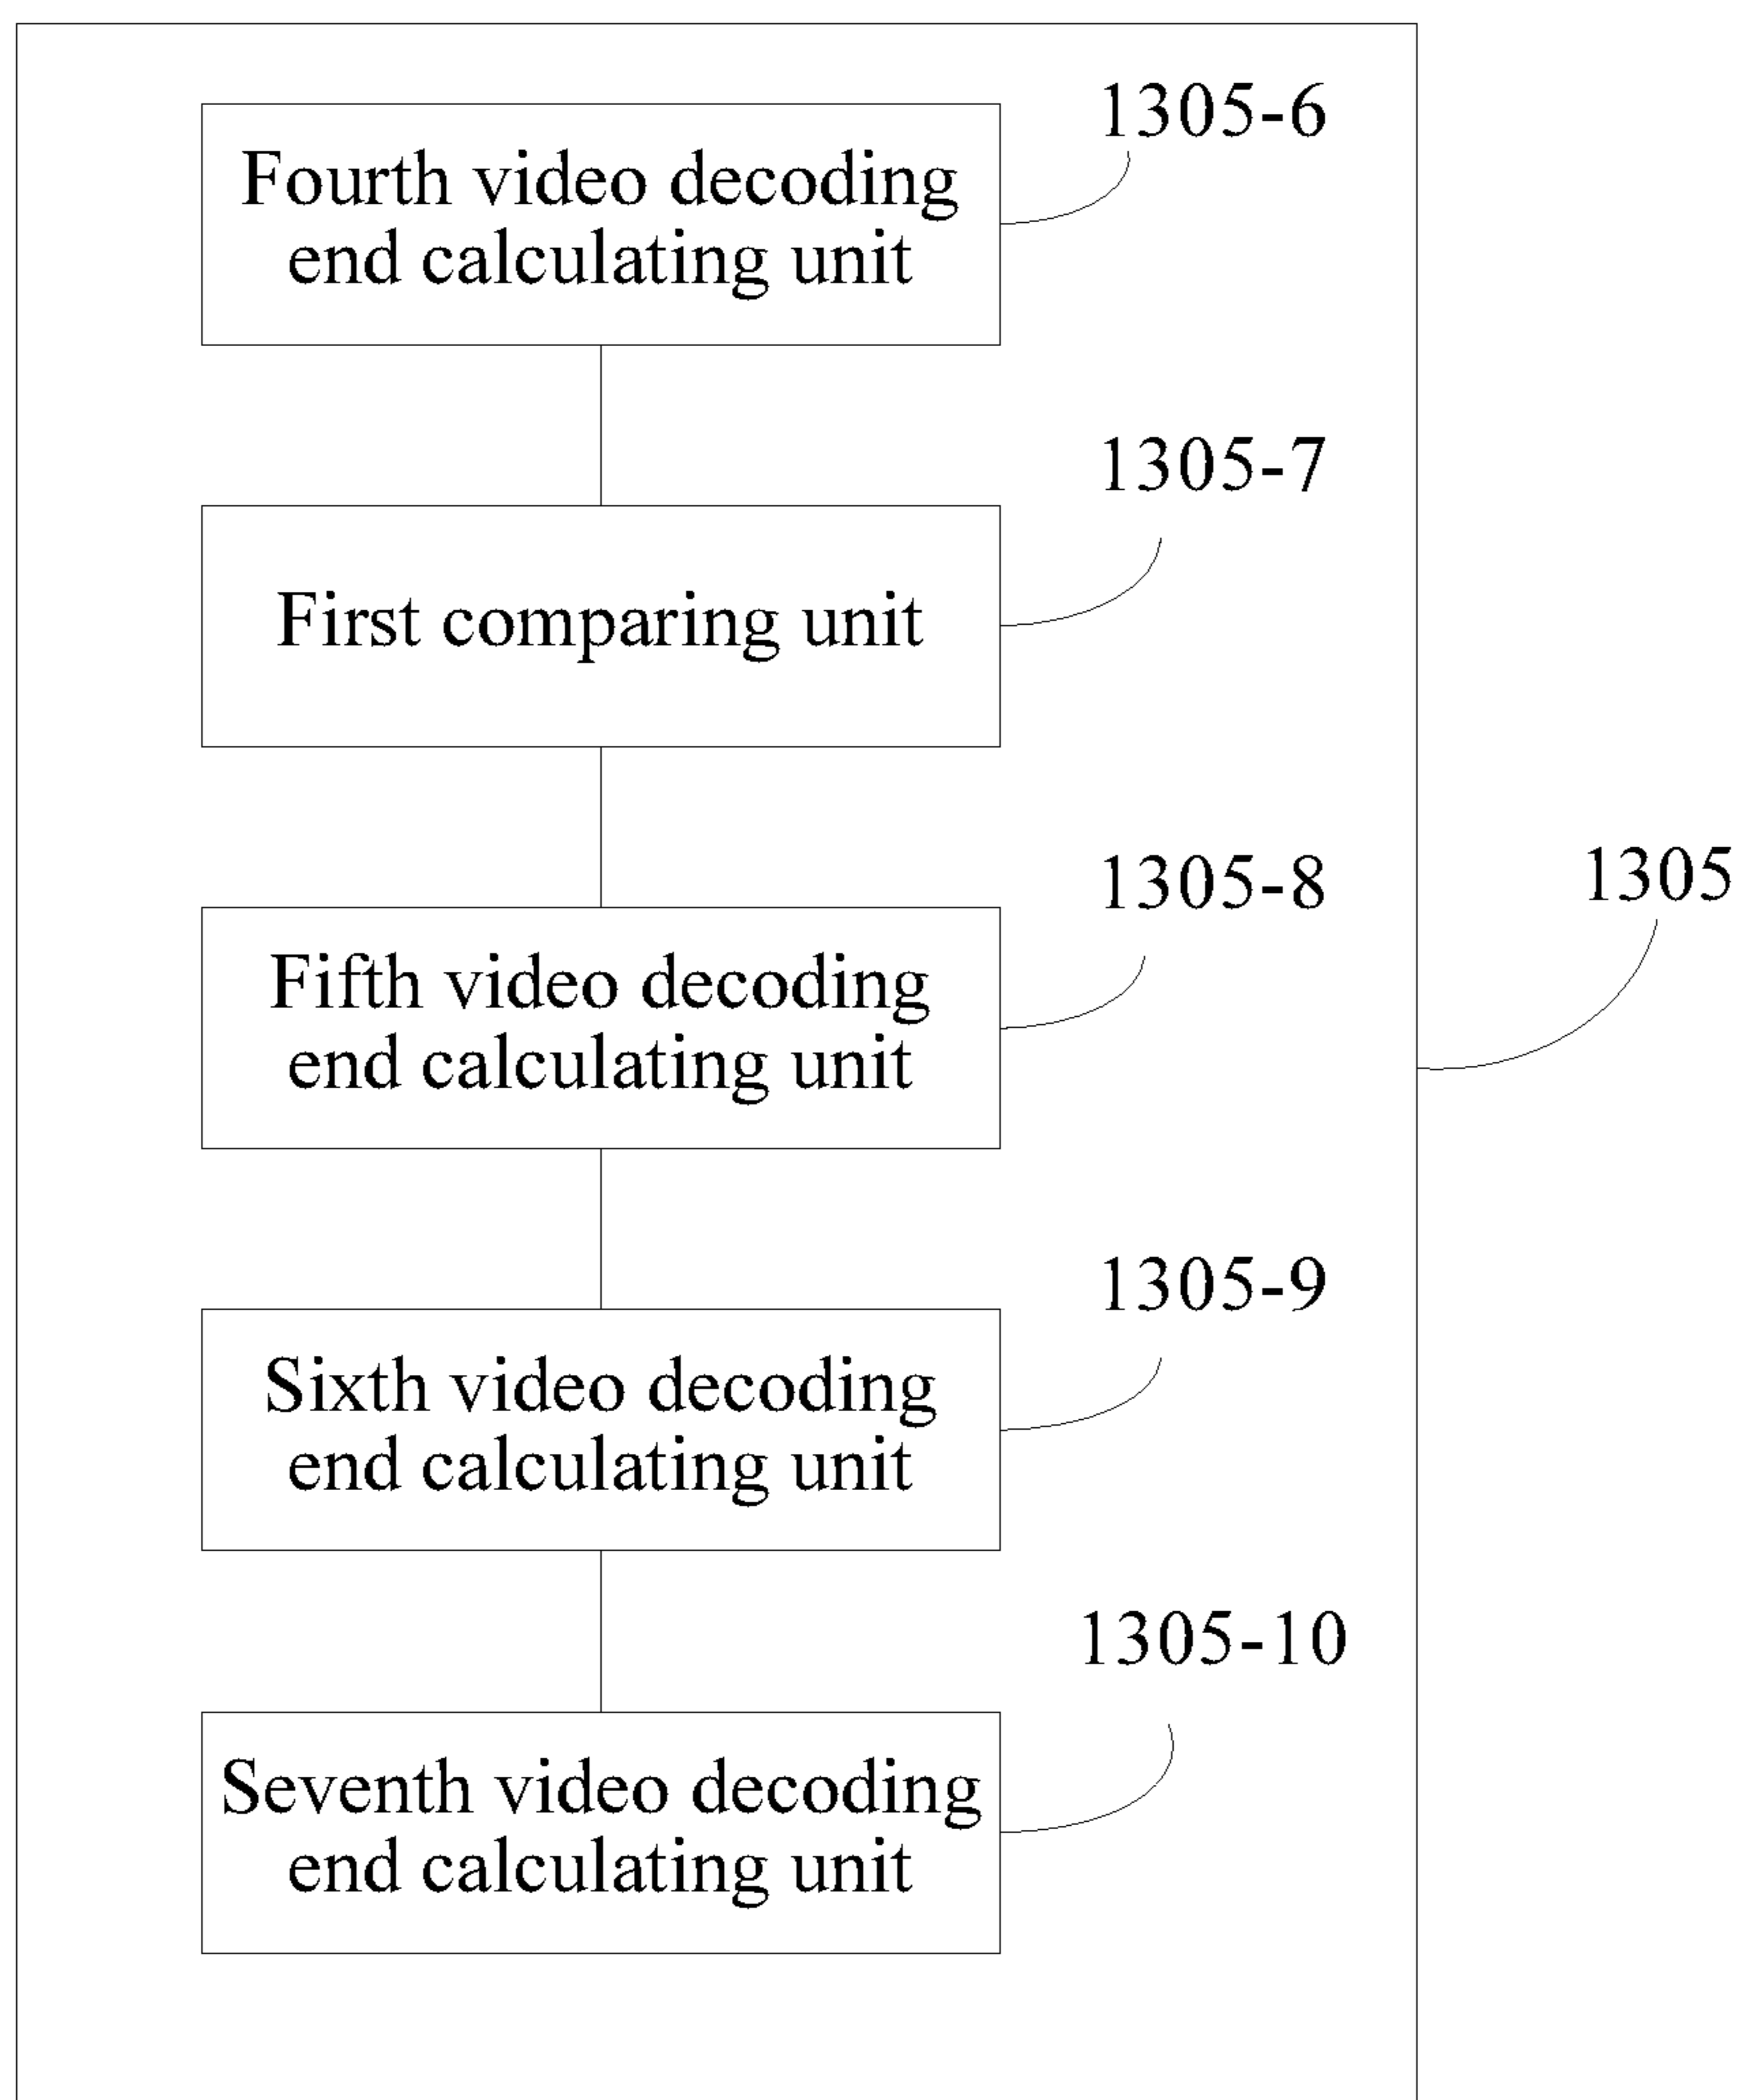 1305-6
Fourth video decoding
end calculating unit
1305-7
First comparing unit
1305-8
1305
Fifth video decoding
end calculating unit
1305-9
Sixth video decoding
end calculating unit
1305-10
Seventh video decoding
end calculating unit